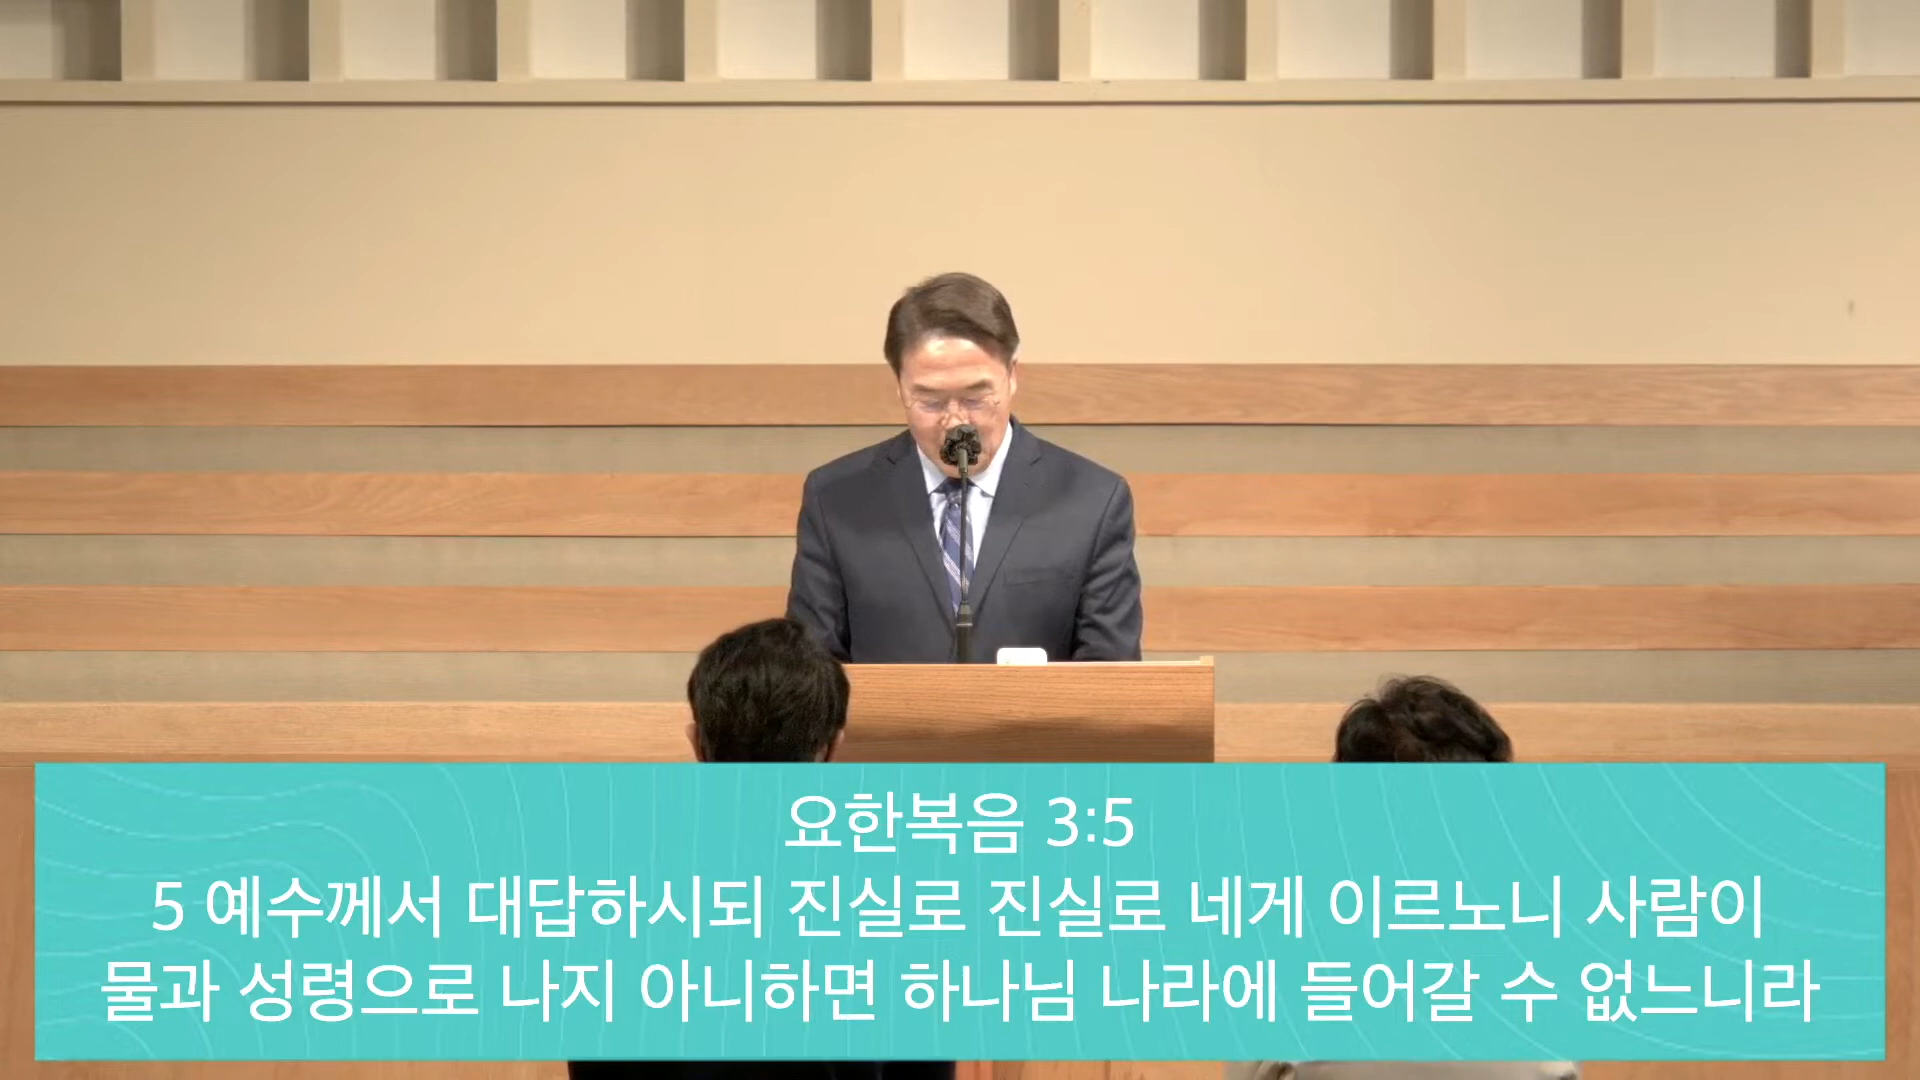 요한복음 3:5
5 예수께서 대답하시되 진실로 진실로 네게 이르노니 사람이
물과 성령으로 나지 아니하면 하나님 나라에 들어갈 수 없느니라